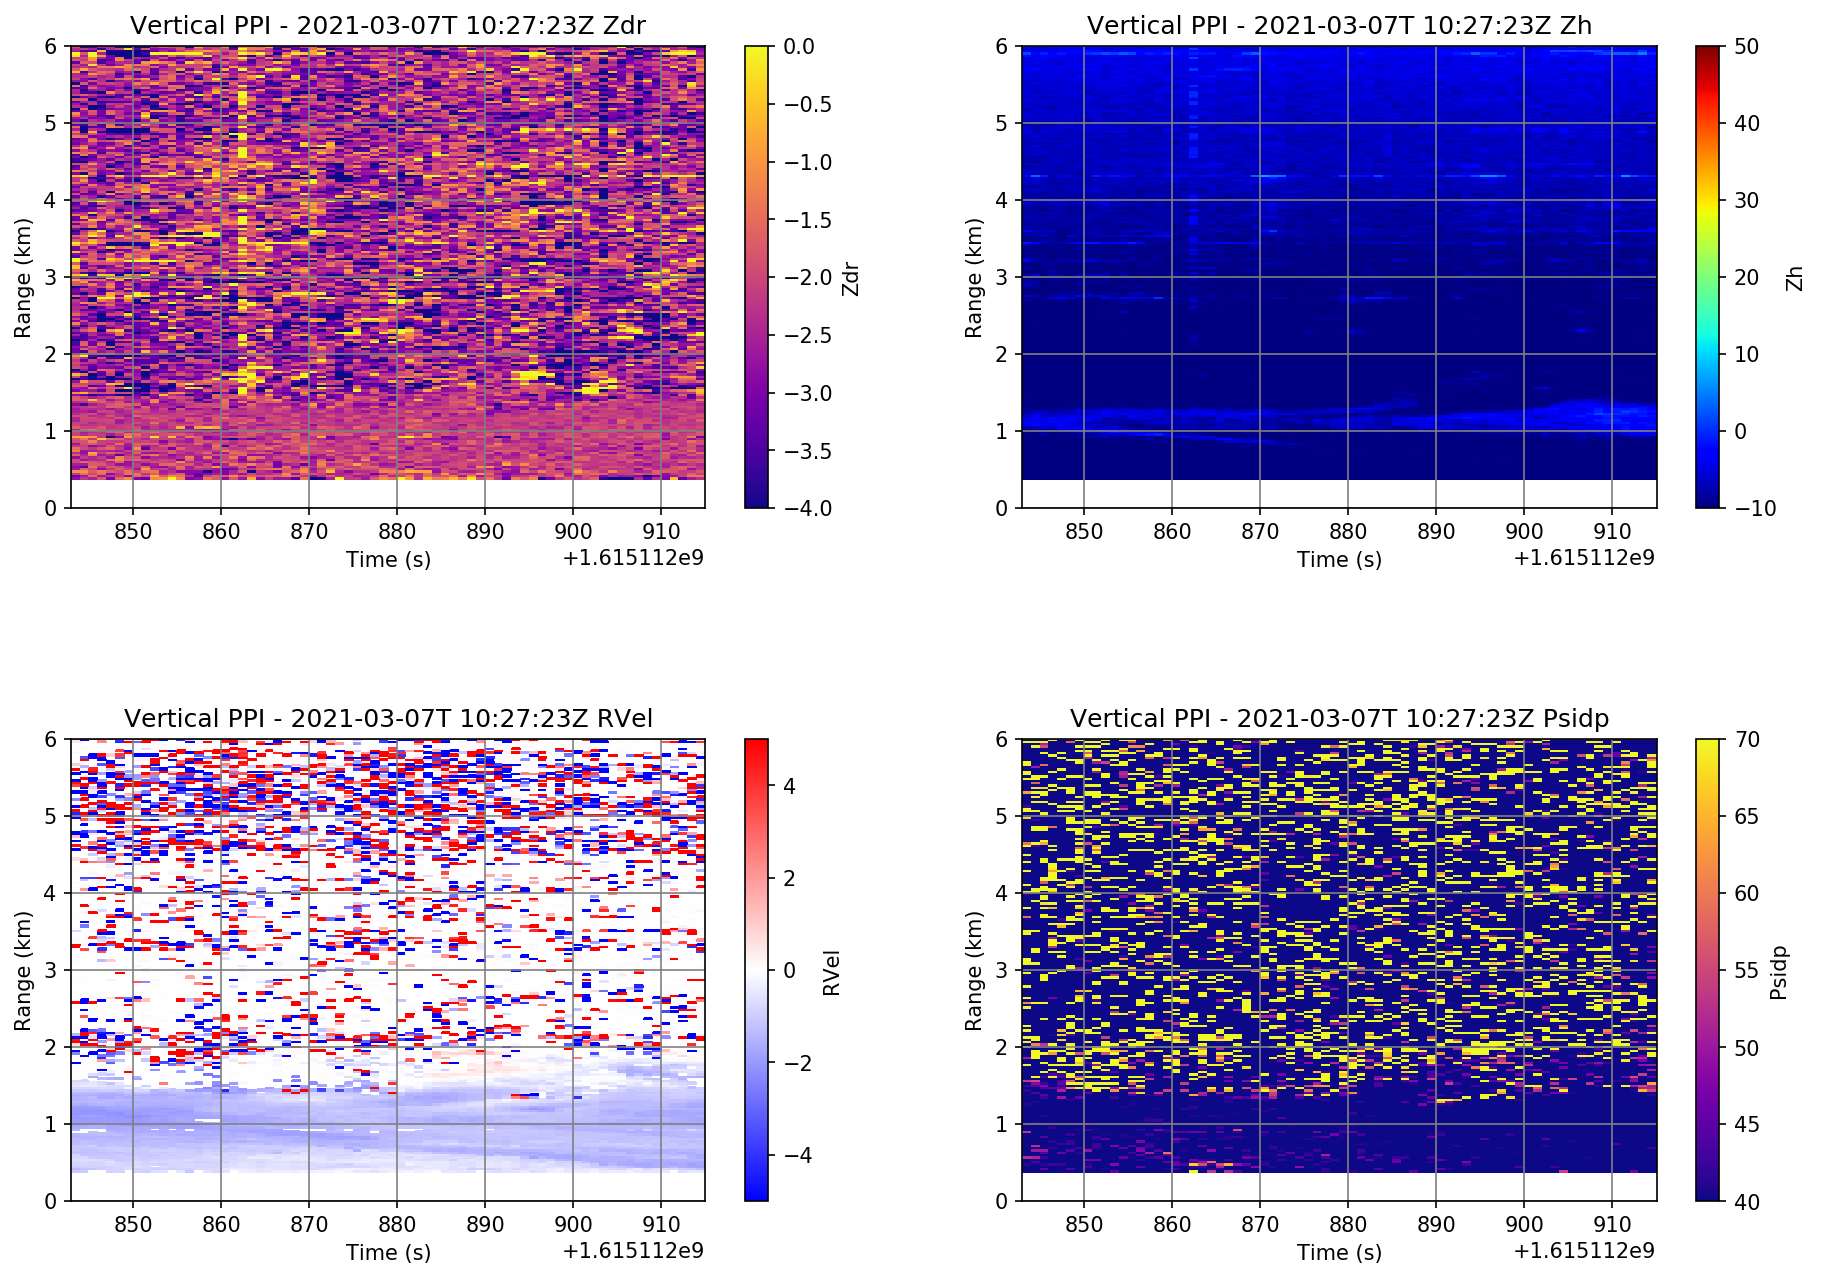 Vertical PPI - 2021-03-07T 10:27:23Z Zdr
6
5
4
3
2
1
0
Range (km)
850 860 870 880 890 900 910
Time (s)
+1.615112e9
0.0
−0.5
−1.0
−1.5
−2.0
−2.5
−3.0
−3.5
−4.0
Zdr
Vertical PPI - 2021-03-07T 10:27:23Z Zh
6
5
4
3
2
1
0
Range (km)
850 860 870 880 890 900 910
Time (s)
+1.615112e9
50
40
30
20
10
0
−10
Zh
Vertical PPI - 2021-03-07T 10:27:23Z RVel
6
5
4
3
2
1
0
Range (km)
850 860 870 880 890 900 910
Time (s)
+1.615112e9
4
2
0
−2
−4
RVel
Vertical PPI - 2021-03-07T 10:27:23Z Psidp
6
5
4
3
2
1
0
Range (km)
850 860 870 880 890 900 910
Time (s)
+1.615112e9
70
65
60
55
50
45
40
Psidp